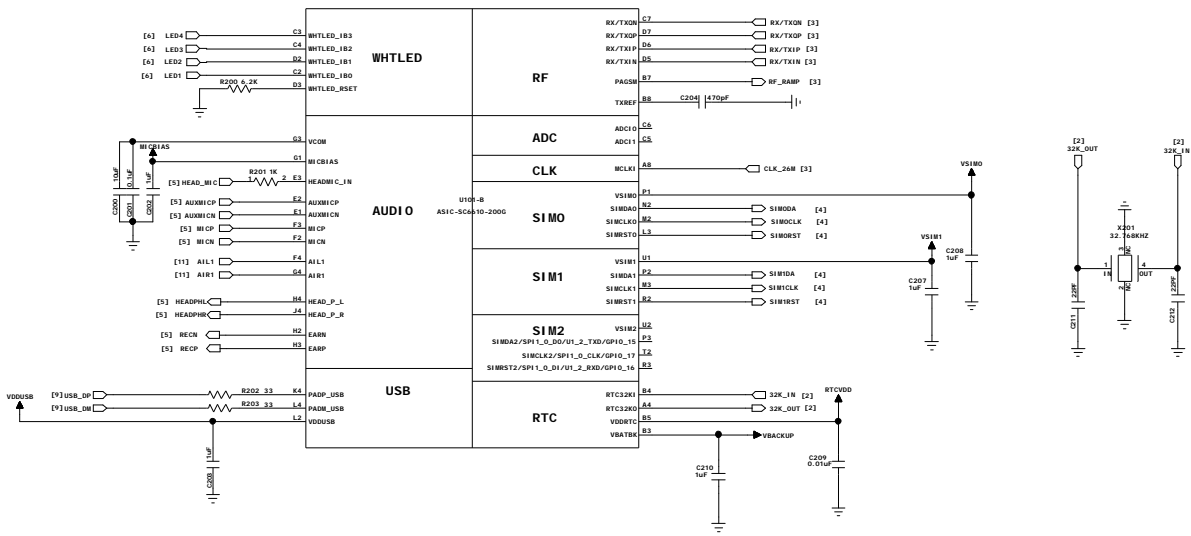 WHTLED
[6] LED4 C3 WHTLED_IB3
[6] LED3 C4 WHTLED_IB2
[6] LED2 D2 WHTLED_IB1
[6] LED1 C2 WHTLED_IB0
R200 6.2K D3 WHTLED_RSET
RF
RX/TXQN C7 RX/TXQN [3]
RX/TXQP D7 RX/TXQP [3]
RX/TXIP D6 RX/TXIP [3]
RX/TXIN D5 RX/TXIN [3]
PAGSM B7 RF_RAMP [3]
TXREF B8 C204 470pF
ADC
ADCI0 C6
ADCI1 C5
CLK
MCLKI A8 CLK_26M [3]
AUDIO
G3 VCOM
MICBIAS G1 MICBIAS
10uF C200
0.1uF C201
1uF C202
R201 1K
[5] HEAD_MIC 1 2 E3 HEADMIC_IN
[5] AUXMICP E2 AUXMICP
[5] AUXMICN E1 AUXMICN
[5] MICP F3 MICP
[5] MICN F2 MICN
[11] AIL1 F4 AIL1
[11] AIR1 G4 AIR1
[5] HEADPHL H4 HEAD_P_L
[5] HEADPHR J4 HEAD_P_R
[5] RECN H2 EARN
[5] RECP H3 EARP
U101-B
ASIC-SC6610-200G
SIM0
VSIM0
VSIM0 P1
SIMDA0 N2 SIM0DA [4]
SIMCLK0 M2 SIM0CLK [4]
SIMRST0 L3 SIM0RST [4]
C208
1uF
SIM1
VSIM1
VSIM1 U1
SIMDA1 P2 SIM1DA [4]
SIMCLK1 M3 SIM1CLK [4]
SIMRST1 R2 SIM1RST [4]
C207
1uF
SIM2
VSIM2 U2
SIMDA2/SPI1_0_DO/U1_2_TXD/GPIO_15 P3
SIMCLK2/SPI1_0_CLK/GPIO_17 T2
SIMRST2/SPI1_0_DI/U1_2_RXD/GPIO_16 R3
USB
VDDUSB
[9] USB_DP R202 33 K4 PADP_USB
[9] USB_DM R203 33 L4 PADM_USB
L2 VDDUSB
1uF
C203
RTC
RTC32KI B4 32K_IN [2]
RTC32KO A4 32K_OUT [2]
RTCVDD
VDDRTC B5
VBATBK B3 VBACKUP
C210
1uF
C209
0.01uF
[2]
32K_OUT
[2]
32K_IN
X201
32.768KHZ
3 NC
1 IN
4 OUT
2 NC
22PF C211
22PF C212